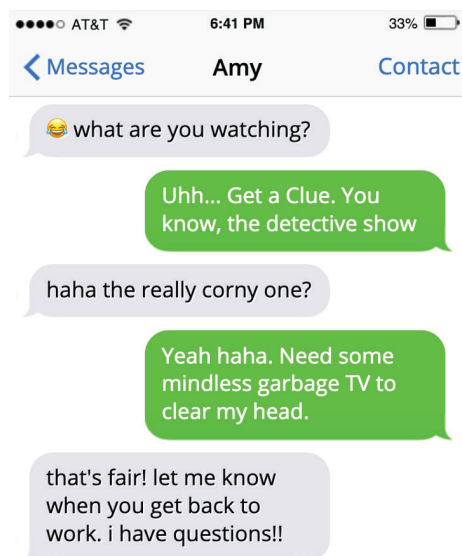 AT&T 6:41 PM 33%
Messages Amy Contact
😂 what are you watching?
Uhh... Get a Clue. You
know, the detective show
haha the really corny one?
Yeah haha. Need some
mindless garbage TV to
clear my head.
that's fair! let me know
when you get back to
work. i have questions!!